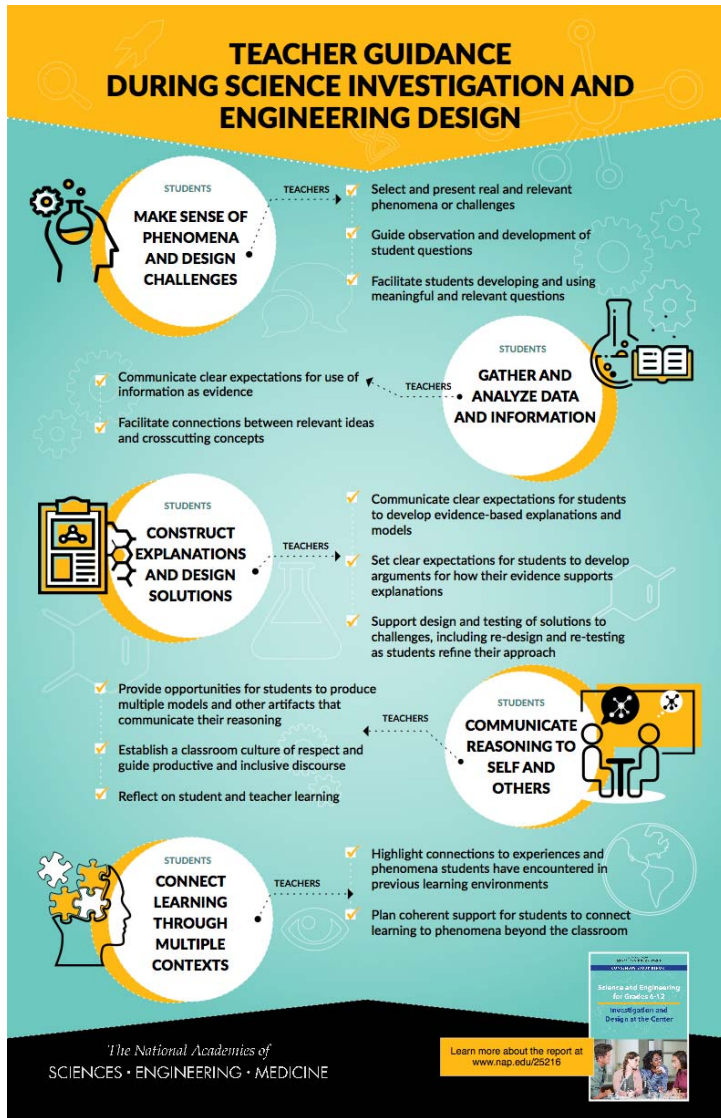 TEACHER GUIDANCE
DURING SCIENCE INVESTIGATION AND
ENGINEERING DESIGN
STUDENTS
MAKE SENSE OF
PHENOMENA
AND DESIGN
CHALLENGES
TEACHERS
Select and present real and relevant
phenomena or challenges
Guide observation and development of
student questions
Facilitate students developing and using
meaningful and relevant questions
STUDENTS
GATHER AND
ANALYZE DATA
AND INFORMATION
TEACHERS
Communicate clear expectations for use of
information as evidence
Facilitate connections between relevant ideas
and crosscutting concepts
STUDENTS
CONSTRUCT
EXPLANATIONS
AND DESIGN
SOLUTIONS
TEACHERS
Communicate clear expectations for students
to develop evidence-based explanations and
models
Set clear expectations for students to develop
arguments for how their evidence supports
explanations
Support design and testing of solutions to
challenges, including re-design and re-testing
as students refine their approach
STUDENTS
COMMUNICATE
REASONING TO
SELF AND
OTHERS
TEACHERS
Provide opportunities for students to produce
multiple models and other artifacts that
communicate their reasoning
Establish a classroom culture of respect and
guide productive and inclusive discourse
Reflect on student and teacher learning
STUDENTS
CONNECT
LEARNING
THROUGH
MULTIPLE
CONTEXTS
TEACHERS
Highlight connections to experiences and
phenomena students have encountered in
previous learning environments
Plan coherent support for students to connect
learning to phenomena beyond the classroom
The National Academies of
SCIENCES • ENGINEERING • MEDICINE
Learn more about the report at
www.nap.edu/25216
Science and Engineering
for Grades 6-12
Investigation and
Design at the Center